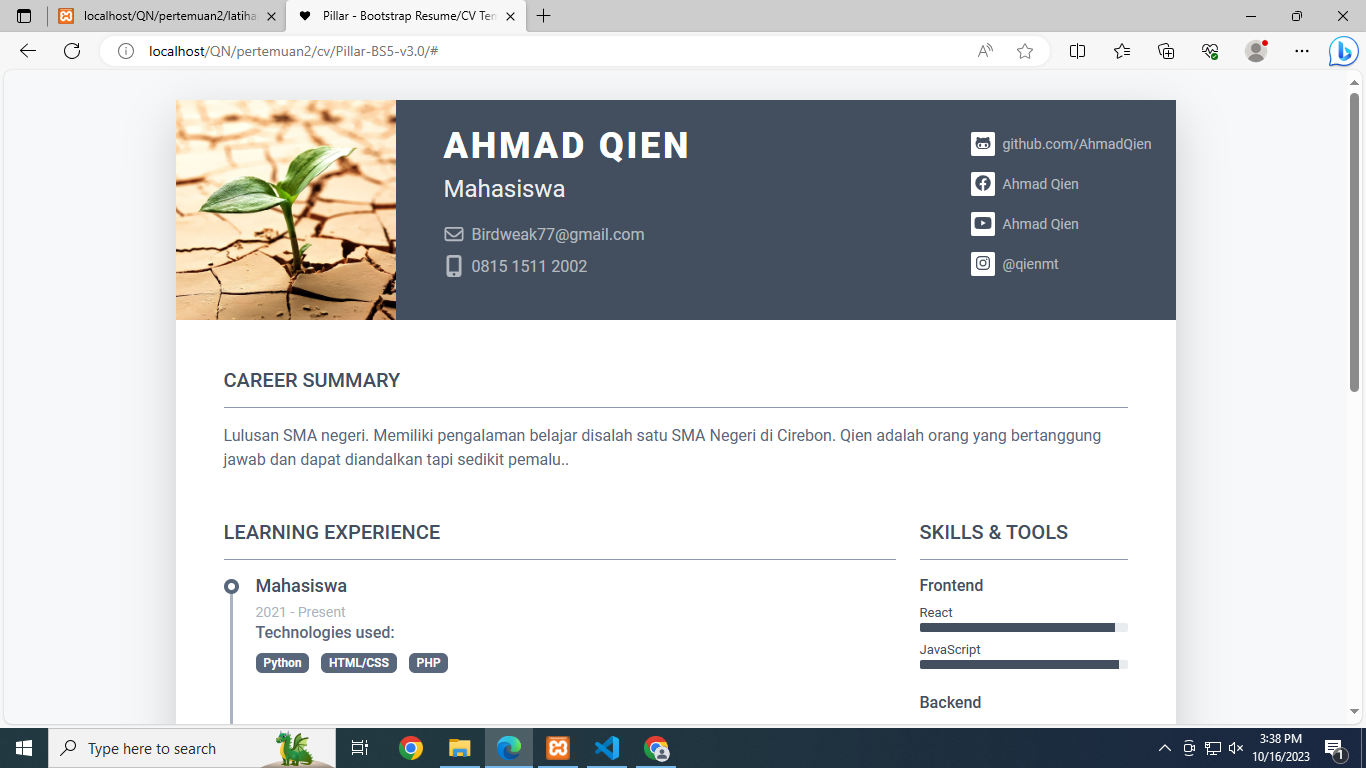 localhost/QN/pertemuan2/latiha
Pillar - Bootstrap Resume/CV Tem
localhost/QN/pertemuan2/cv/Pillar-BS5-v3.0/#
AHMAD QIEN
Mahasiswa
Birdweak77@gmail.com
0815 1511 2002
github.com/AhmadQien
Ahmad Qien
Ahmad Qien
@qienmt
CAREER SUMMARY
Lulusan SMA negeri. Memiliki pengalaman belajar disalah satu SMA Negeri di Cirebon. Qien adalah orang yang bertanggung
jawab dan dapat diandalkan tapi sedikit pemalu..
LEARNING EXPERIENCE
Mahasiswa
2021 - Present
Technologies used:
Python HTML/CSS PHP
SKILLS & TOOLS
Frontend
React
JavaScript
Backend
Type here to search
3:38 PM
10/16/2023
1